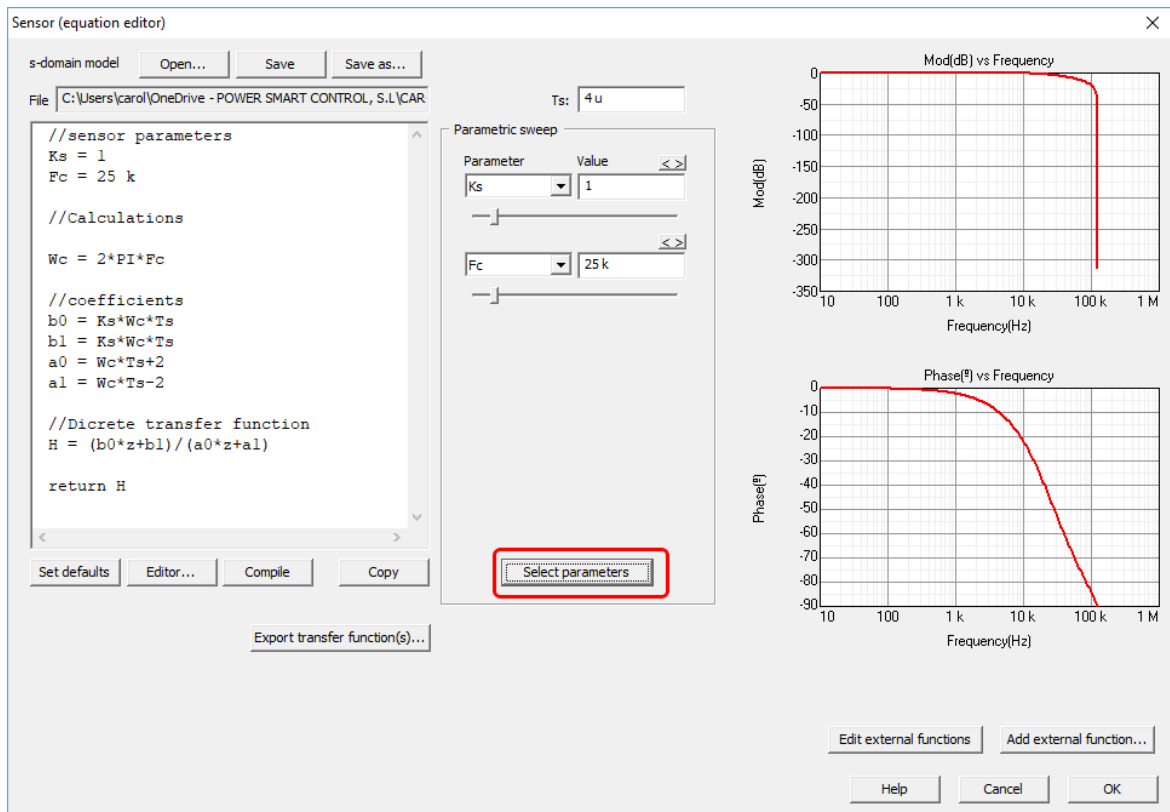 Sensor (equation editor)
s-domain model
Open...
Save
Save as...
File
C:\Users\carol\OneDrive - POWER SMART CONTROL, S.L\CAR
Ts:
4 u
//sensor parameters
Ks = 1
Fc = 25 k
//Calculations
Wc = 2*PI*Fc
//coefficients
b0 = Ks*Wc*Ts
b1 = Ks*Wc*Ts
a0 = Wc*Ts+2
a1 = Wc*Ts-2
//Dicrete transfer function
H = (b0*z+b1)/(a0*z+a1)
return H
Set defaults
Editor...
Compile
Copy
Export transfer function(s)...
Parametric sweep
Parameter
Value
< >
Ks
1
< >
Fc
25 k
Select parameters
Mod(dB) vs Frequency
Mod(dB)
0
-50
-100
-150
-200
-250
-300
-350
10
100
1 k
10 k
100 k
1 M
Frequency(Hz)
Phase(º) vs Frequency
Phase(º)
0
-10
-20
-30
-40
-50
-60
-70
-80
-90
10
100
1 k
10 k
100 k
1 M
Frequency(Hz)
Edit external functions
Add external function...
Help
Cancel
OK